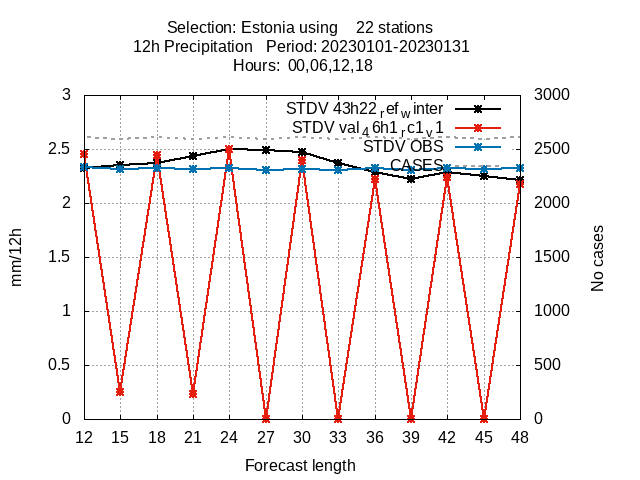 Selection: Estonia using    22 stations
12h Precipitation   Period: 20230101-20230131
Hours:  00,06,12,18
3
2.5
2
1.5
1
0.5
0
3000
2500
2000
1500
1000
500
0
mm/12h
No cases
STDV 43h22_ref_winter
STDV val_46h1_rc1_v1
STDV OBS
CASES
12 15 18 21 24 27 30 33 36 39 42 45 48
Forecast length